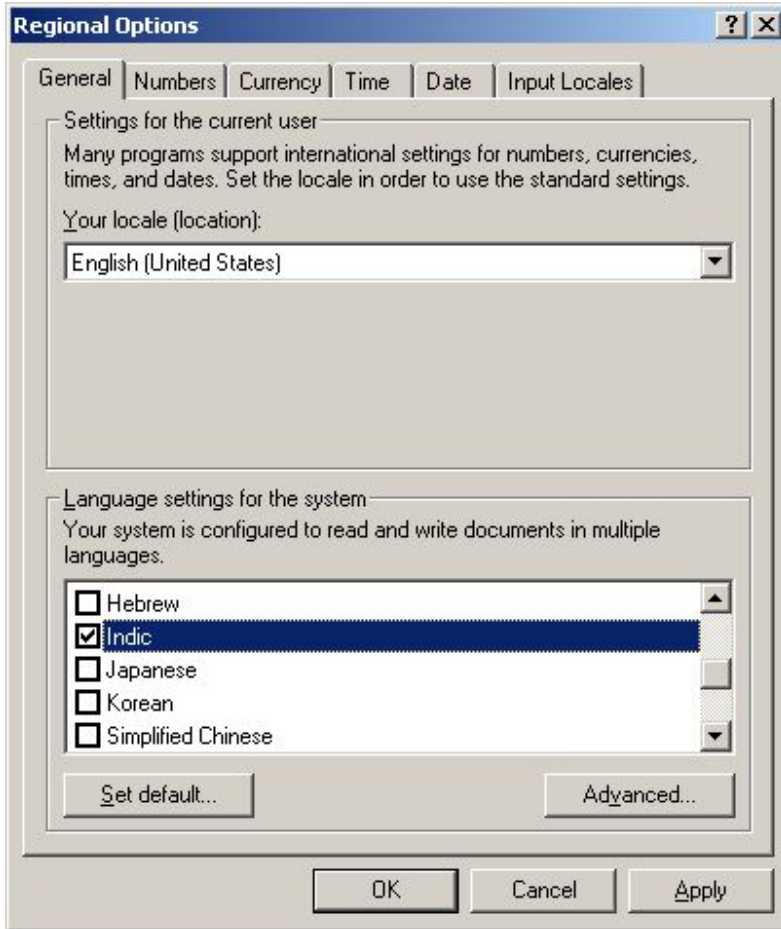 Regional Options
General Numbers Currency Time Date Input Locales
Settings for the current user
Many programs support international settings for numbers, currencies,
times, and dates. Set the locale in order to use the standard settings.
Your locale (location):
English (United States)
Language settings for the system
Your system is configured to read and write documents in multiple
languages.
Hebrew
Indic
Japanese
Korean
Simplified Chinese
Set default... Advanced...
OK Cancel Apply